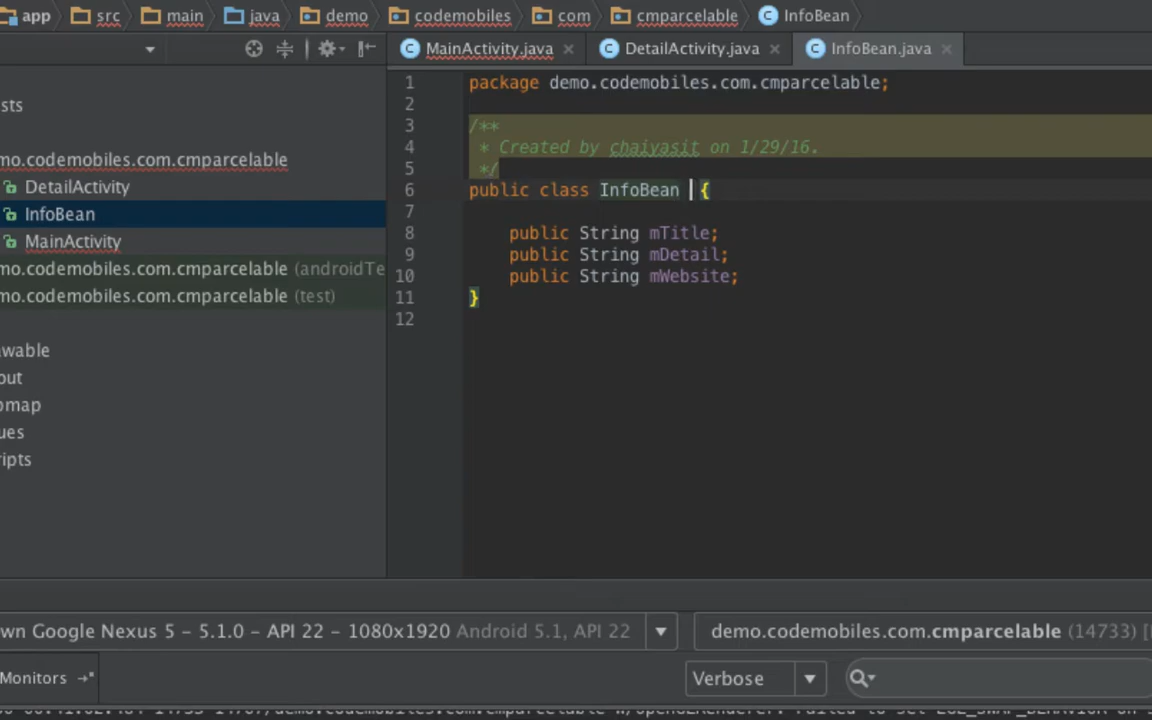 app src main java demo codemobiles com cmparcelable InfoBean
MainActivity.java DetailActivity.java InfoBean.java
1 package demo.codemobiles.com.cmparcelable;
2
sts
3 /**
4 * Created by chaiyasit on 1/29/16.
mo.codemobiles.com.cmparcelable
5 */
DetailActivity
6 public class InfoBean {
InfoBean
7
8 public String mTitle;
MainActivity
9 public String mDetail;
mo.codemobiles.com.cmparcelable (androidTe
10 public String mWebsite;
mo.codemobiles.com.cmparcelable (test)
11 }
12
awable
out
pmap
ues
ripts
wn Google Nexus 5 – 5.1.0 – API 22 – 1080x1920 Android 5.1, API 22
demo.codemobiles.com.cmparcelable (14733)
Monitors
Verbose